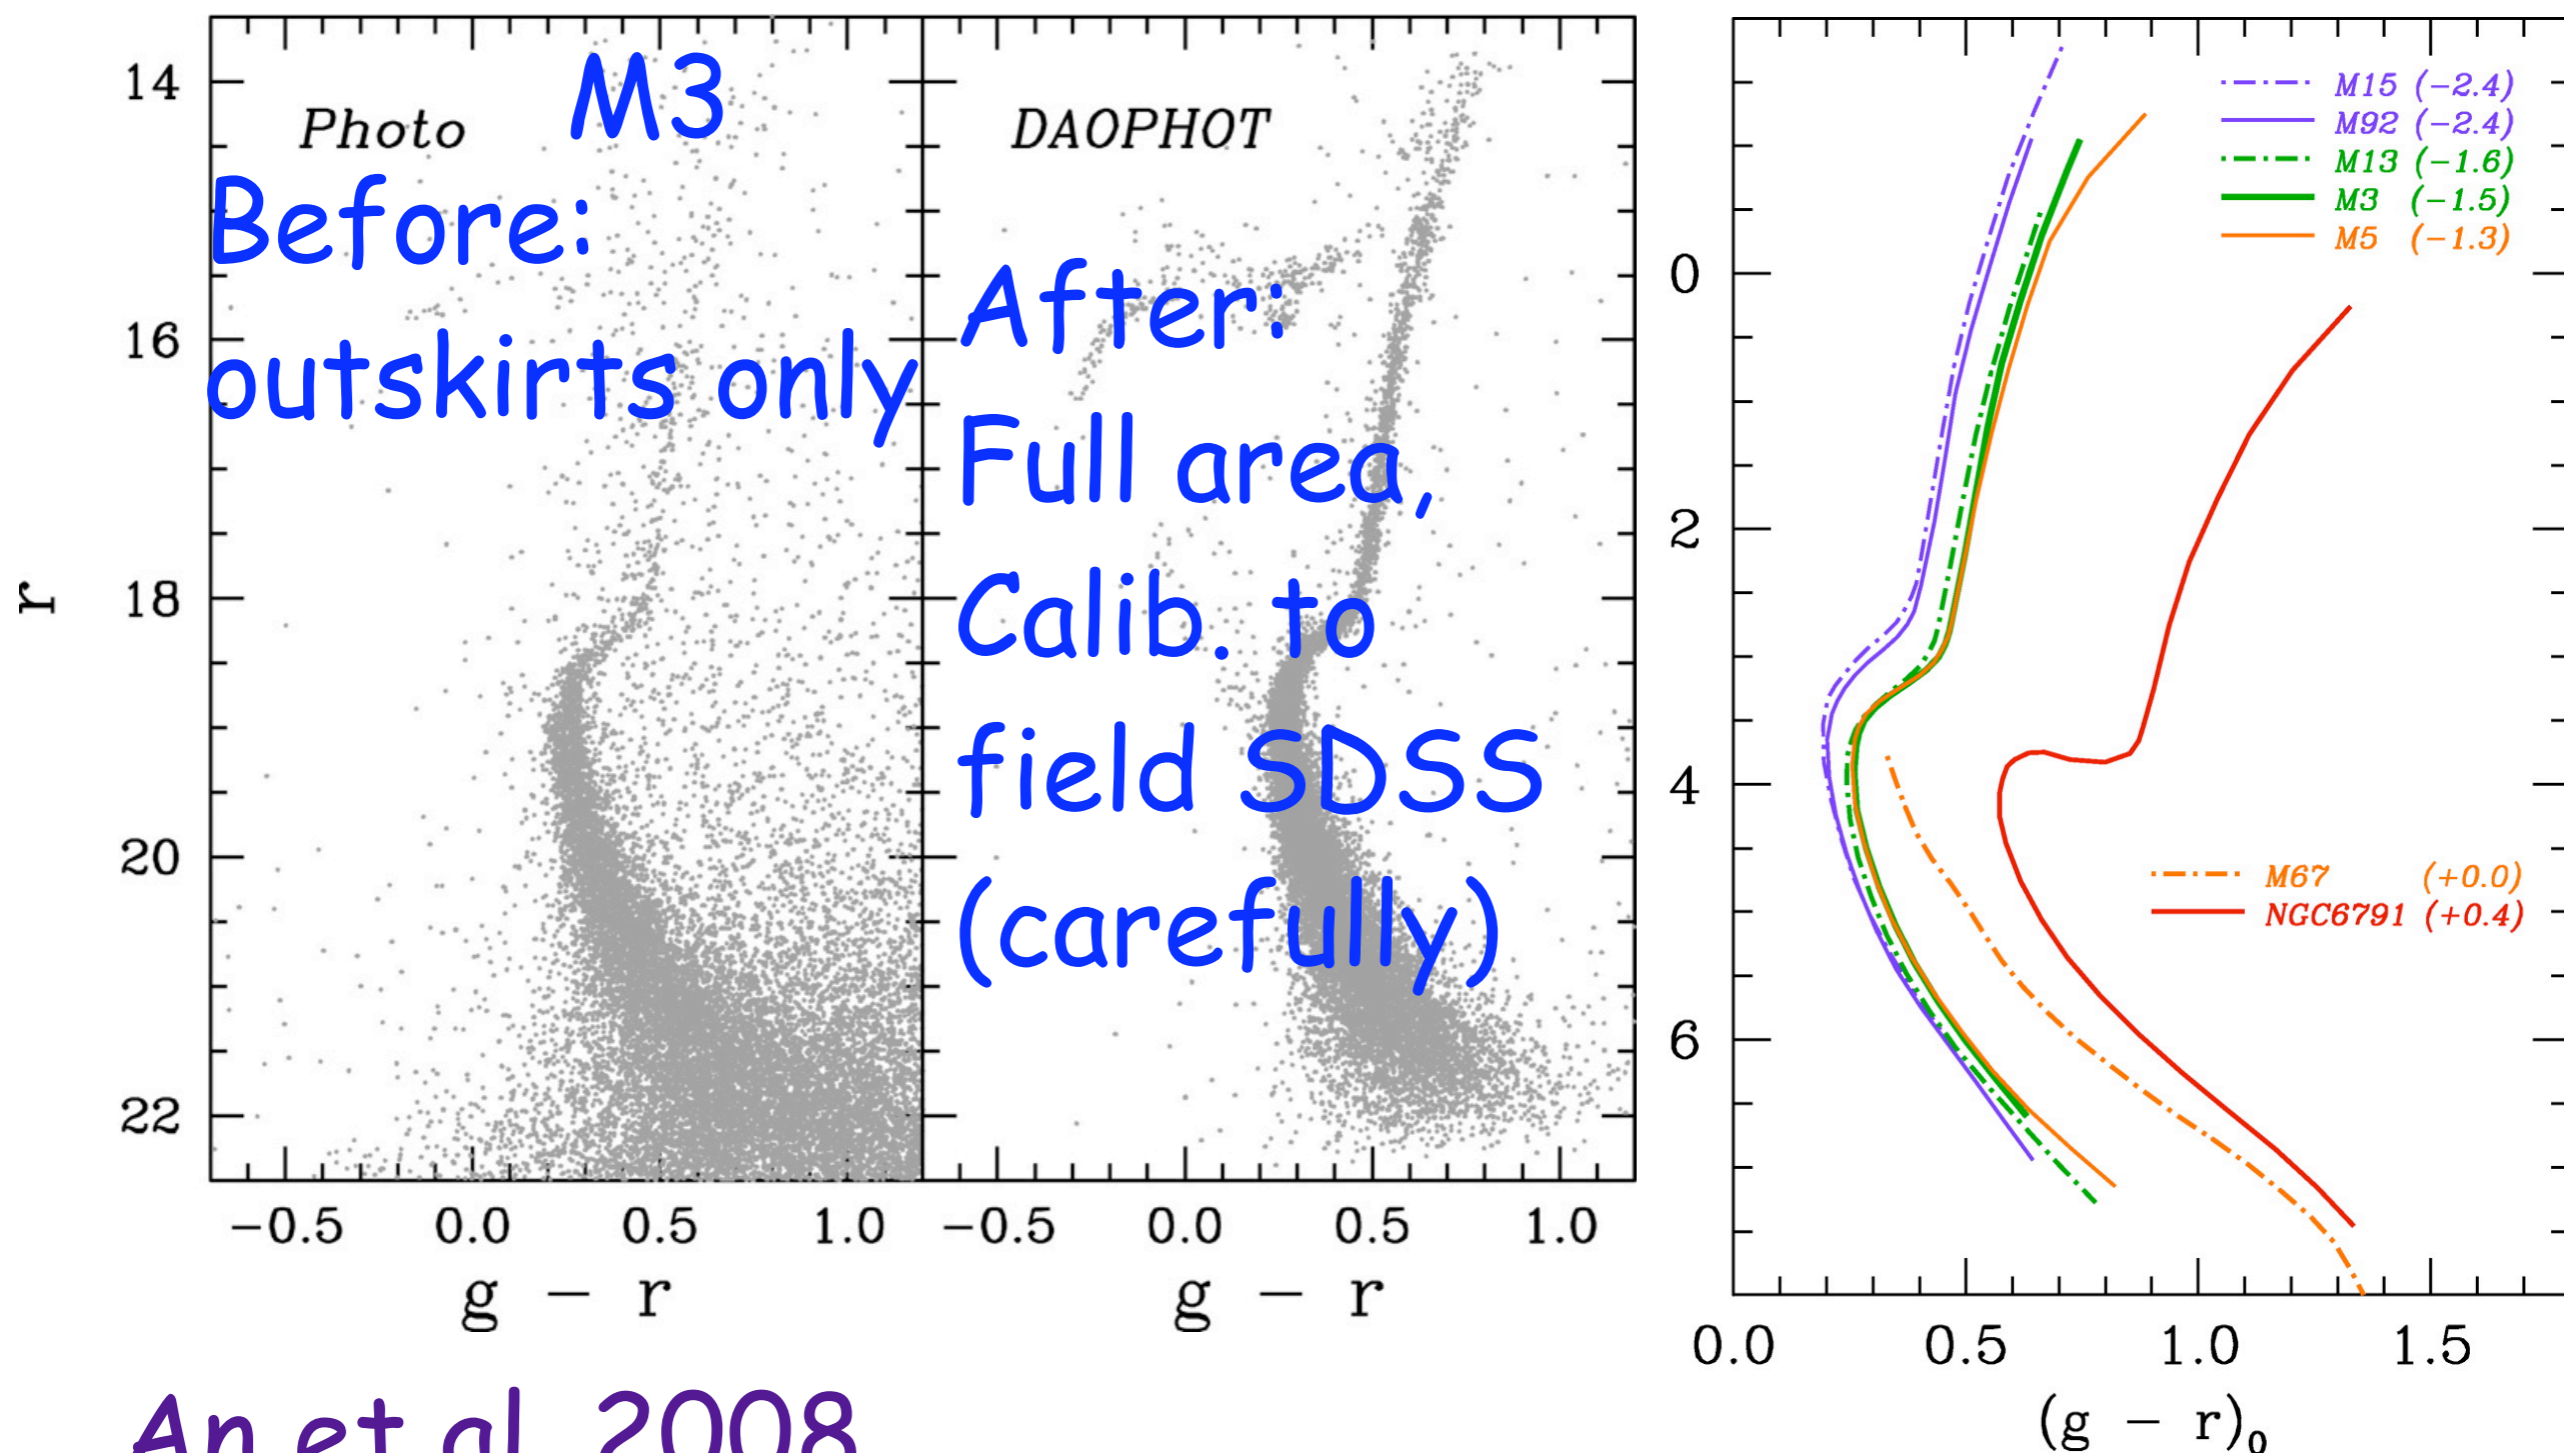 M3
Photo
Before:
outskirts only
14
16
18
20
22
r
-0.5 0.0 0.5 1.0
g - r
DAOPHOT
After:
Full area,
Calib. to
field SDSS
(carefully)
-0.5 0.0 0.5 1.0
g - r
M15 (-2.4)
M92 (-2.4)
M13 (-1.6)
M3 (-1.5)
M5 (-1.3)
0
2
4
6
M67 (+0.0)
NGC6791 (+0.4)
0.0 0.5 1.0 1.5
(g - r)₀
An et al. 2008